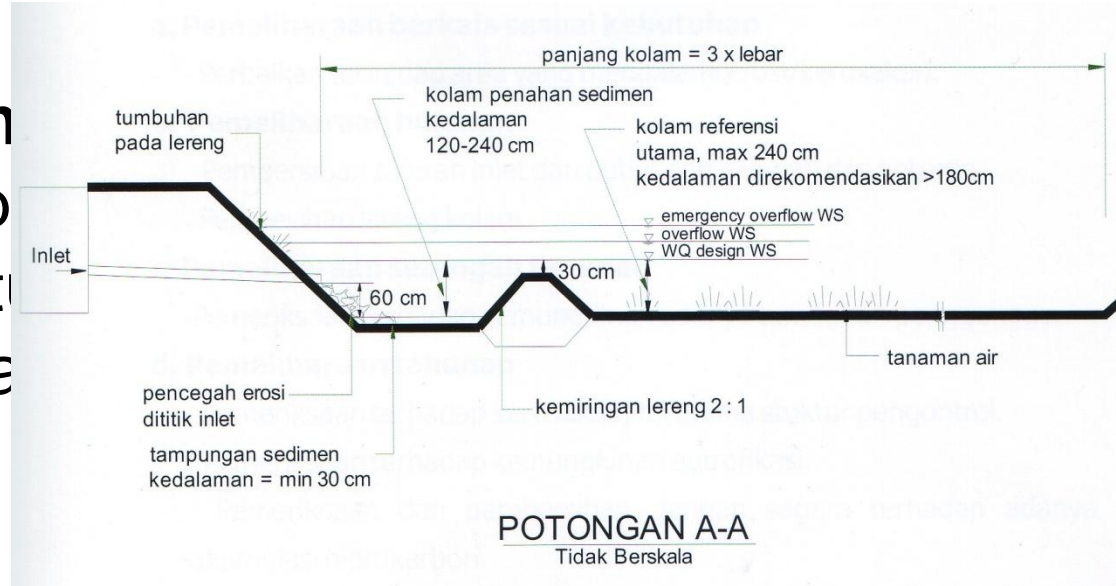 panjang kolam = 3 x lebar
kolam penahan sedimen
kedalaman
120-240 cm
tumbuhan
pada lereng
kolam referensi
utama, max 240 cm
kedalaman direkomendasikan >180cm
emergency overflow WS
overflow WS
WQ design WS
Inlet
30 cm
60 cm
tanaman air
pencegah erosi
dititik inlet
kemiringan lereng 2 : 1
tampungan sedimen
kedalaman = min 30 cm
POTONGAN A-A
Tidak Berskala